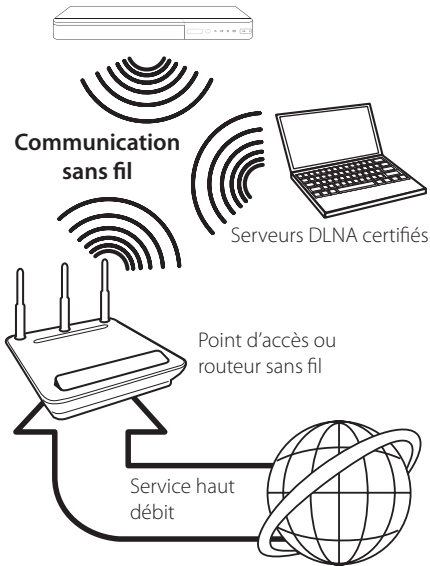 Communication
sans fil
Serveurs DLNA certifiés
Point d’accès ou
routeur sans fil
Service haut
débit